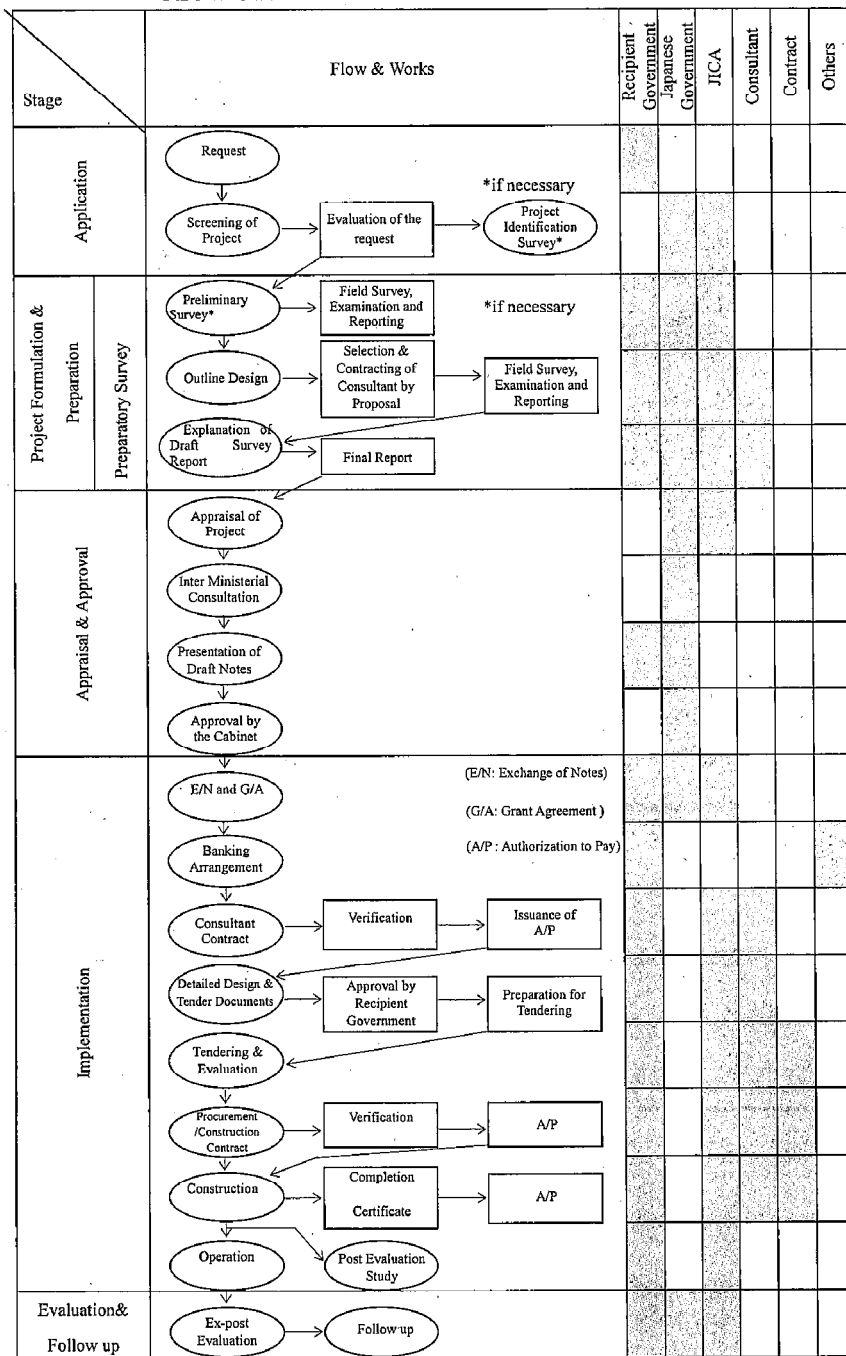 Stage
Flow & Works
Recipient
Government
Japanese
Government
JICA
Consultant
Contract
Others
Application
Request
*if necessary
Screening of
Project
Evaluation of the
request
Project
Identification
Survey*
Project Formulation &
Preparation
Preparatory Survey
Preliminary
Survey*
Field Survey,
Examination and
Reporting
*if necessary
Outline Design
Selection &
Contracting of
Consultant by
Proposal
Field Survey,
Examination and
Reporting
Explanation of
Draft Survey
Report
Final Report
Appraisal & Approval
Appraisal of
Project
Inter Ministerial
Consultation
Presentation of
Draft Notes
Approval by
the Cabinet
Implementation
E/N and G/A
(E/N: Exchange of Notes)
(G/A: Grant Agreement )
(A/P : Authorization to Pay)
Banking
Arrangement
Consultant
Contract
Verification
Issuance of
A/P
Detailed Design &
Tender Documents
Approval by
Recipient
Government
Preparation for
Tendering
Tendering &
Evaluation
Procurement
/Construction
Contract
Verification
A/P
Construction
Completion
Certificate
A/P
Operation
Post Evaluation
Study
Evaluation&
Follow up
Ex-post
Evaluation
Follow up